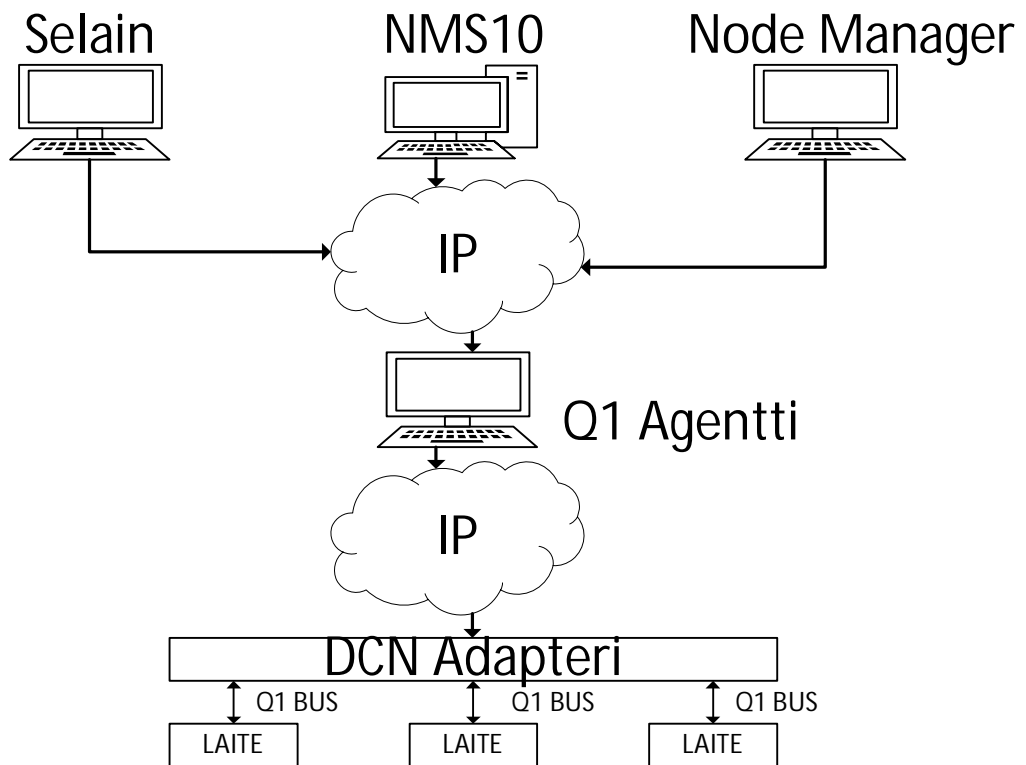 Selain
NMS10
Node Manager
IP
Q1 Agentti
IP
DCN Adapteri
Q1 BUS
Q1 BUS
Q1 BUS
LAITE
LAITE
LAITE